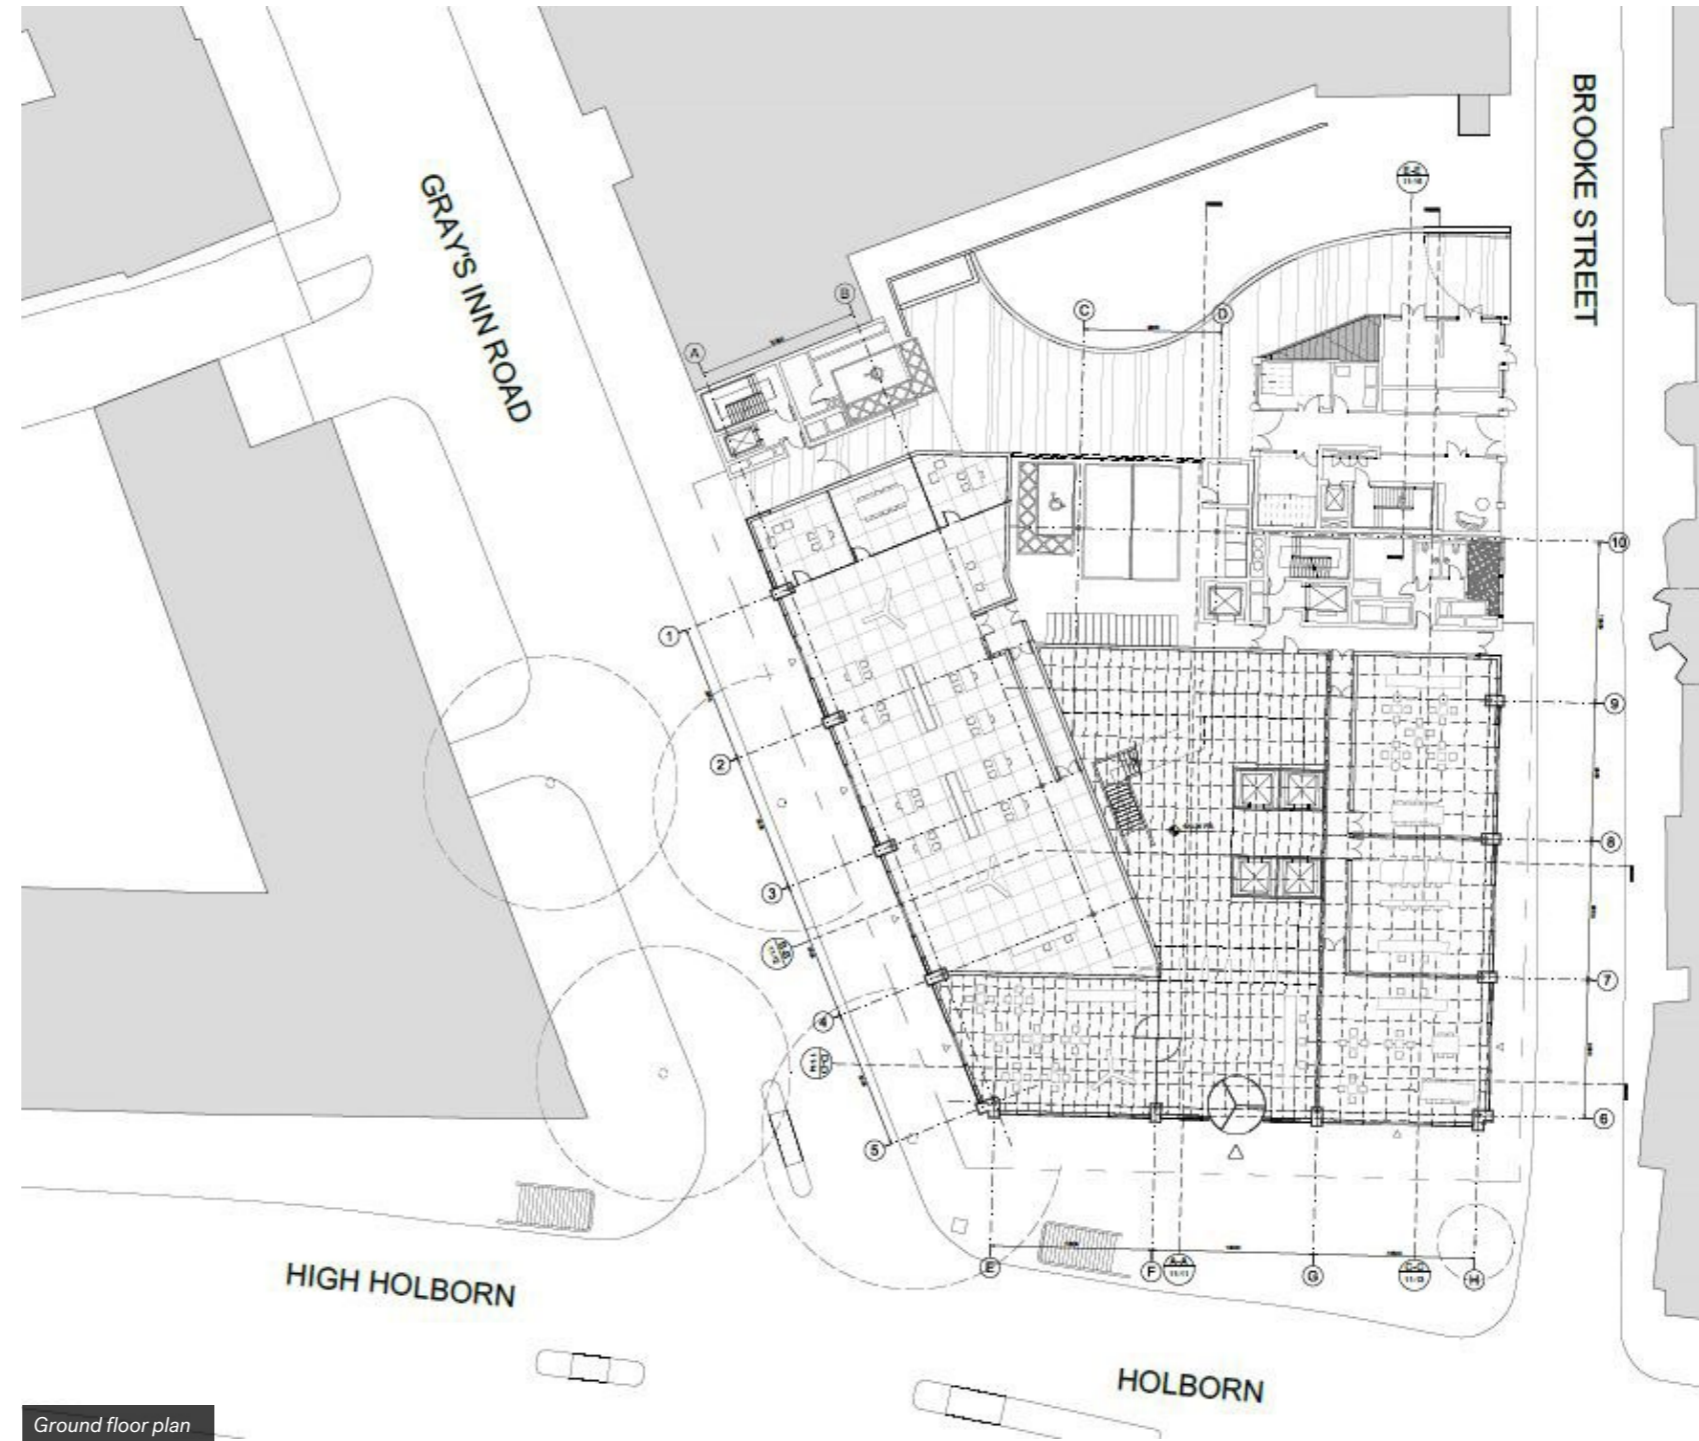 BROOKE STREET
GRAY'S INN ROAD
B
A
C
D
10
1
9
2
8
3
7
4
6
5
E
F
A-A
G
C-C
H
HIGH HOLBORN
HOLBORN
Ground floor plan